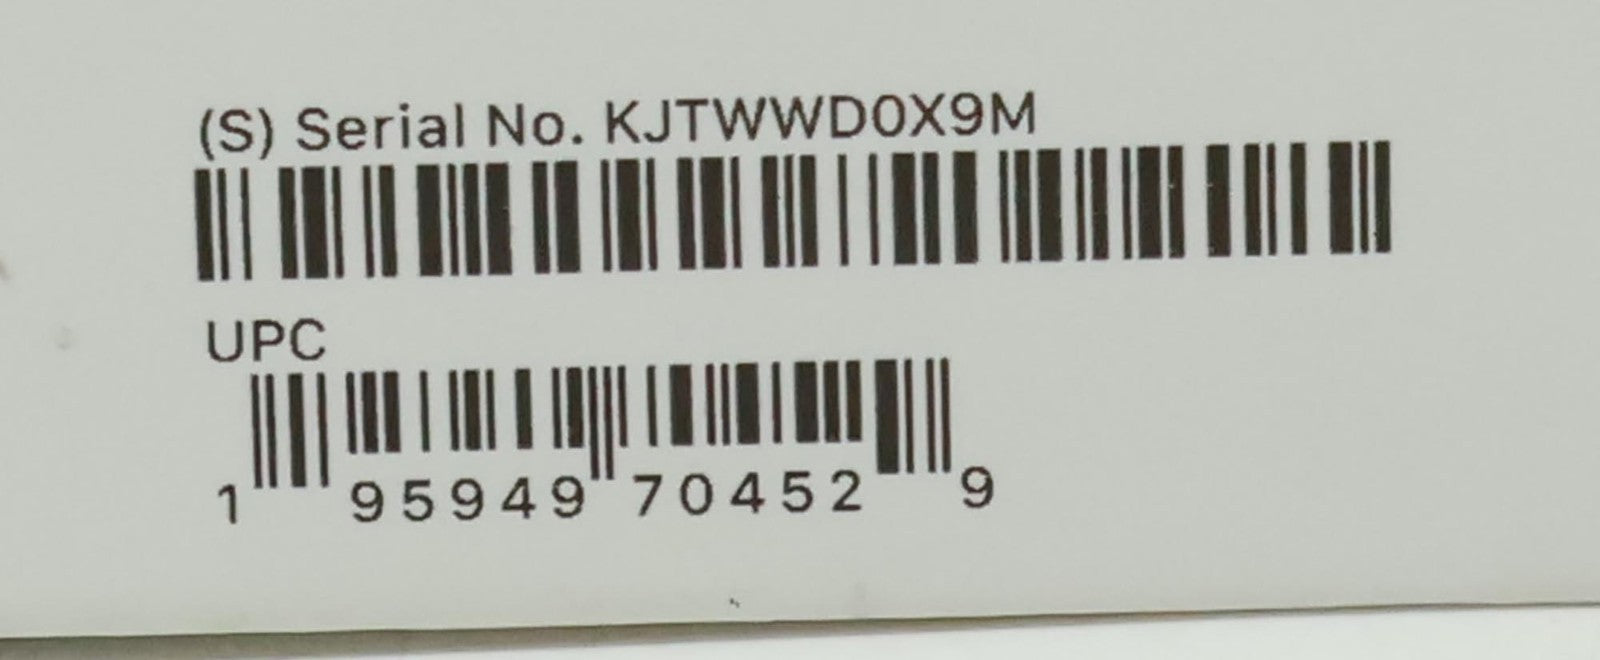 (S) Serial No. KJTWWD0X9M
UPC
1 95949 70452 9